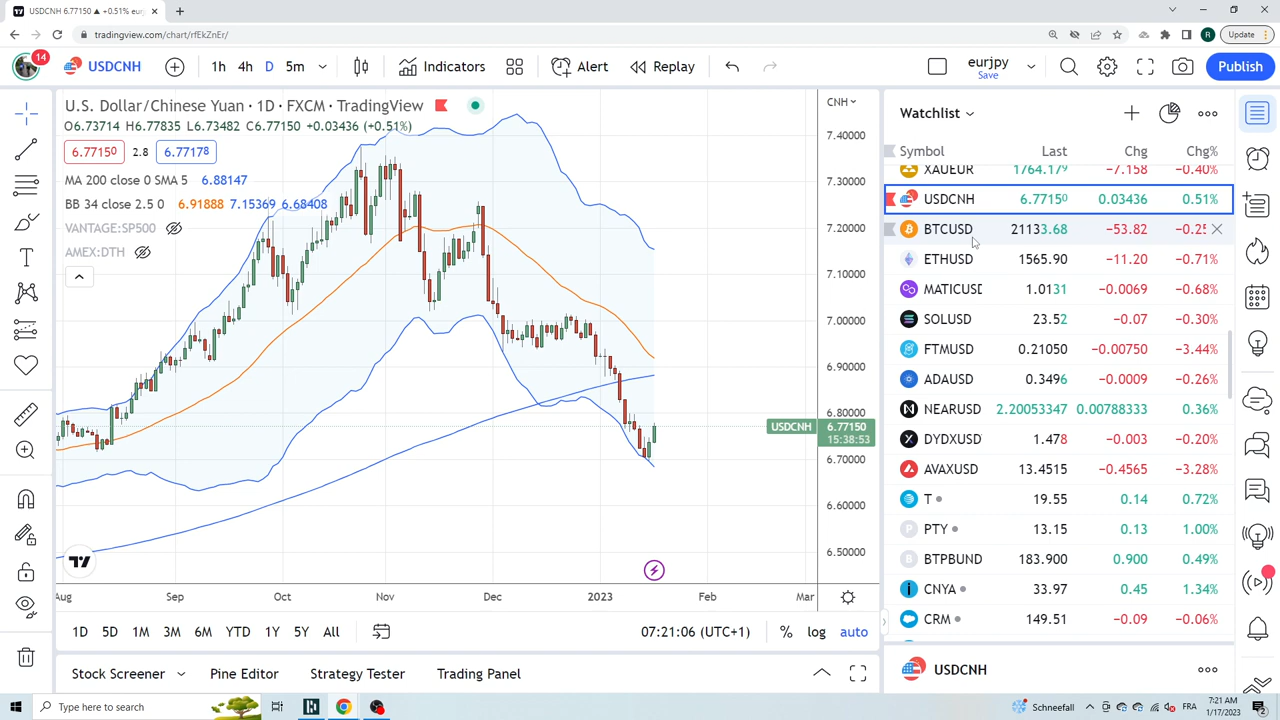 USDCNH 6.77150 ▲ +0.51% eurj
tradingview.com/chart/rfEkZnEr/
Update
14
USDCNH
1h 4h D 5m
Indicators
Alert
Replay
eurjpy
Save
Publish
U.S. Dollar/Chinese Yuan · 1D · FXCM · TradingView
O6.73714 H6.77835 L6.73482 C6.77150 +0.03436 (+0.51%)
6.77150 2.8 6.77178
MA 200 close 0 SMA 5 6.88147
BB 34 close 2.5 0 6.91888 7.15369 6.68408
VANTAGE:SP500
AMEX:DTH
CNH
7.40000
7.30000
7.20000
7.10000
7.00000
6.90000
6.80000
USDCNH 6.77150
15:38:53
6.70000
6.60000
6.50000
Aug Sep Oct Nov Dec 2023 Feb Mar
1D 5D 1M 3M 6M YTD 1Y 5Y All
07:21:06 (UTC+1) % log auto
Stock Screener Pine Editor Strategy Tester Trading Panel
Watchlist
Symbol Last Chg Chg%
XAUEUR 1764.179 −7.158 −0.40%
USDCNH 6.77150 0.03436 0.51%
BTCUSD 21133.68 −53.82 −0.25
ETHUSD 1565.90 −11.20 −0.71%
MATICUSD 1.0131 −0.0069 −0.68%
SOLUSD 23.52 −0.07 −0.30%
FTMUSD 0.21050 −0.00750 −3.44%
ADAUSD 0.3496 −0.0009 −0.26%
NEARUSD 2.20053347 0.00788333 0.36%
DYDXUSD 1.478 −0.003 −0.20%
AVAXUSD 13.4515 −0.4565 −3.28%
T 19.55 0.14 0.72%
PTY 13.15 0.13 1.00%
BTPBUND 183.900 0.900 0.49%
CNYA 33.97 0.45 1.34%
CRM 149.51 −0.09 −0.06%
USDCNH
Type here to search
Schneefall
FRA
7:21 AM
1/17/2023
2